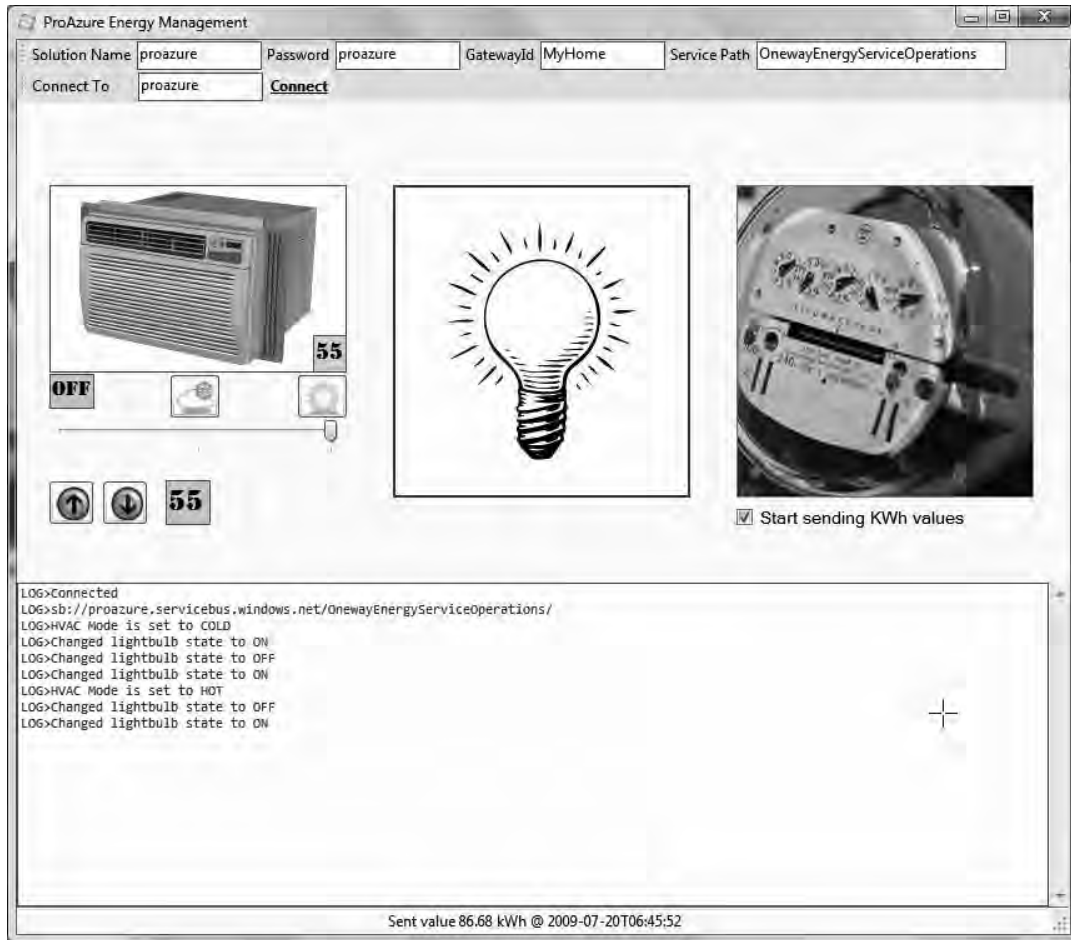 ProAzure Energy Management
Solution Name proazure Password proazure GatewayId MyHome Service Path OnewayEnergyServiceOperations
Connect To proazure Connect
55
OFF
55
Start sending KWh values
LOG>Connected
LOG>sb://proazure.servicebus.windows.net/OnewayEnergyServiceOperations/
LOG>HVAC Mode is set to COLD
LOG>Changed lightbulb state to ON
LOG>Changed lightbulb state to OFF
LOG>Changed lightbulb state to ON
LOG>HVAC Mode is set to HOT
LOG>Changed lightbulb state to OFF
LOG>Changed lightbulb state to ON
Sent value 86.68 kWh @ 2009-07-20T06:45:52